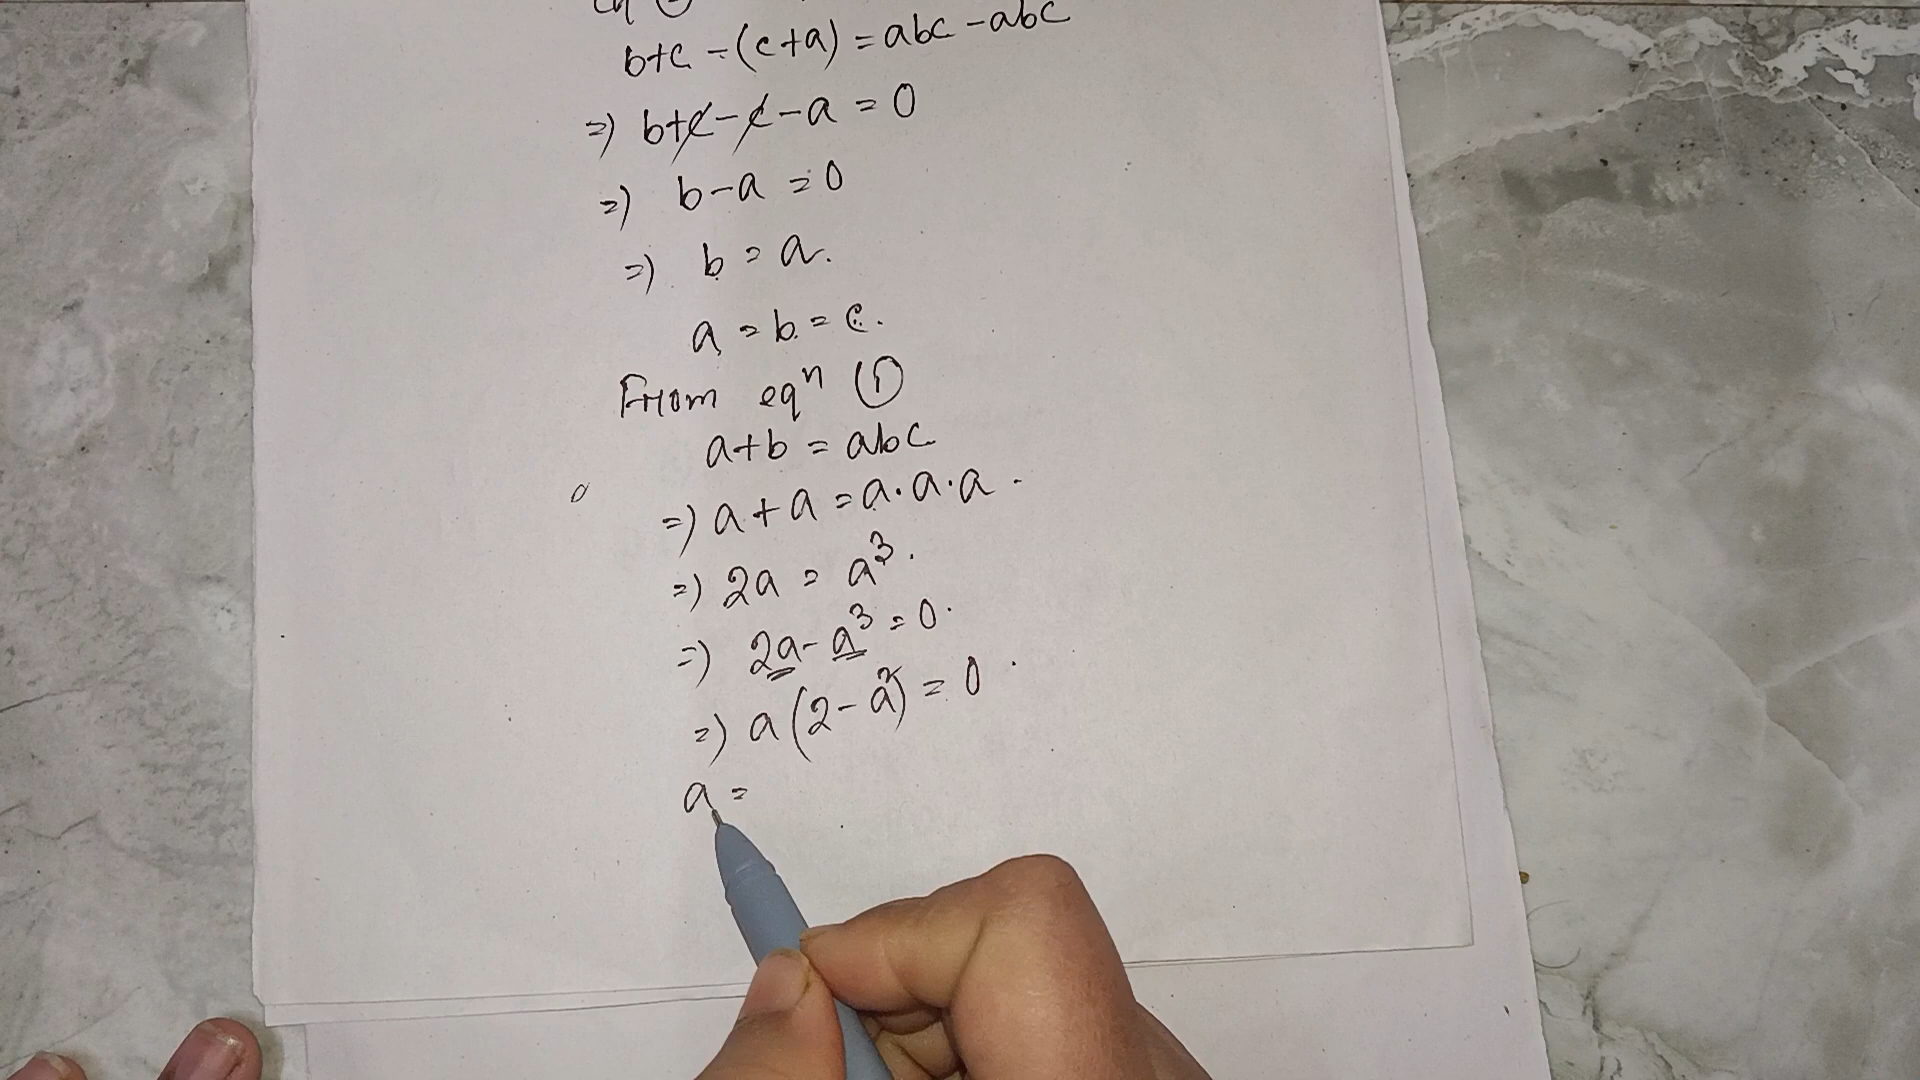 b+c-(c+a) = abc-abc
=) b+c-c-a = 0
=) b-a = 0
=) b = a.
a = b = c.
From eqⁿ ①
a+b = abc
=) a+a = a.a.a.
=) 2a = a³.
=) 2a-a³ = 0.
=) a(2-a²) = 0.
a =